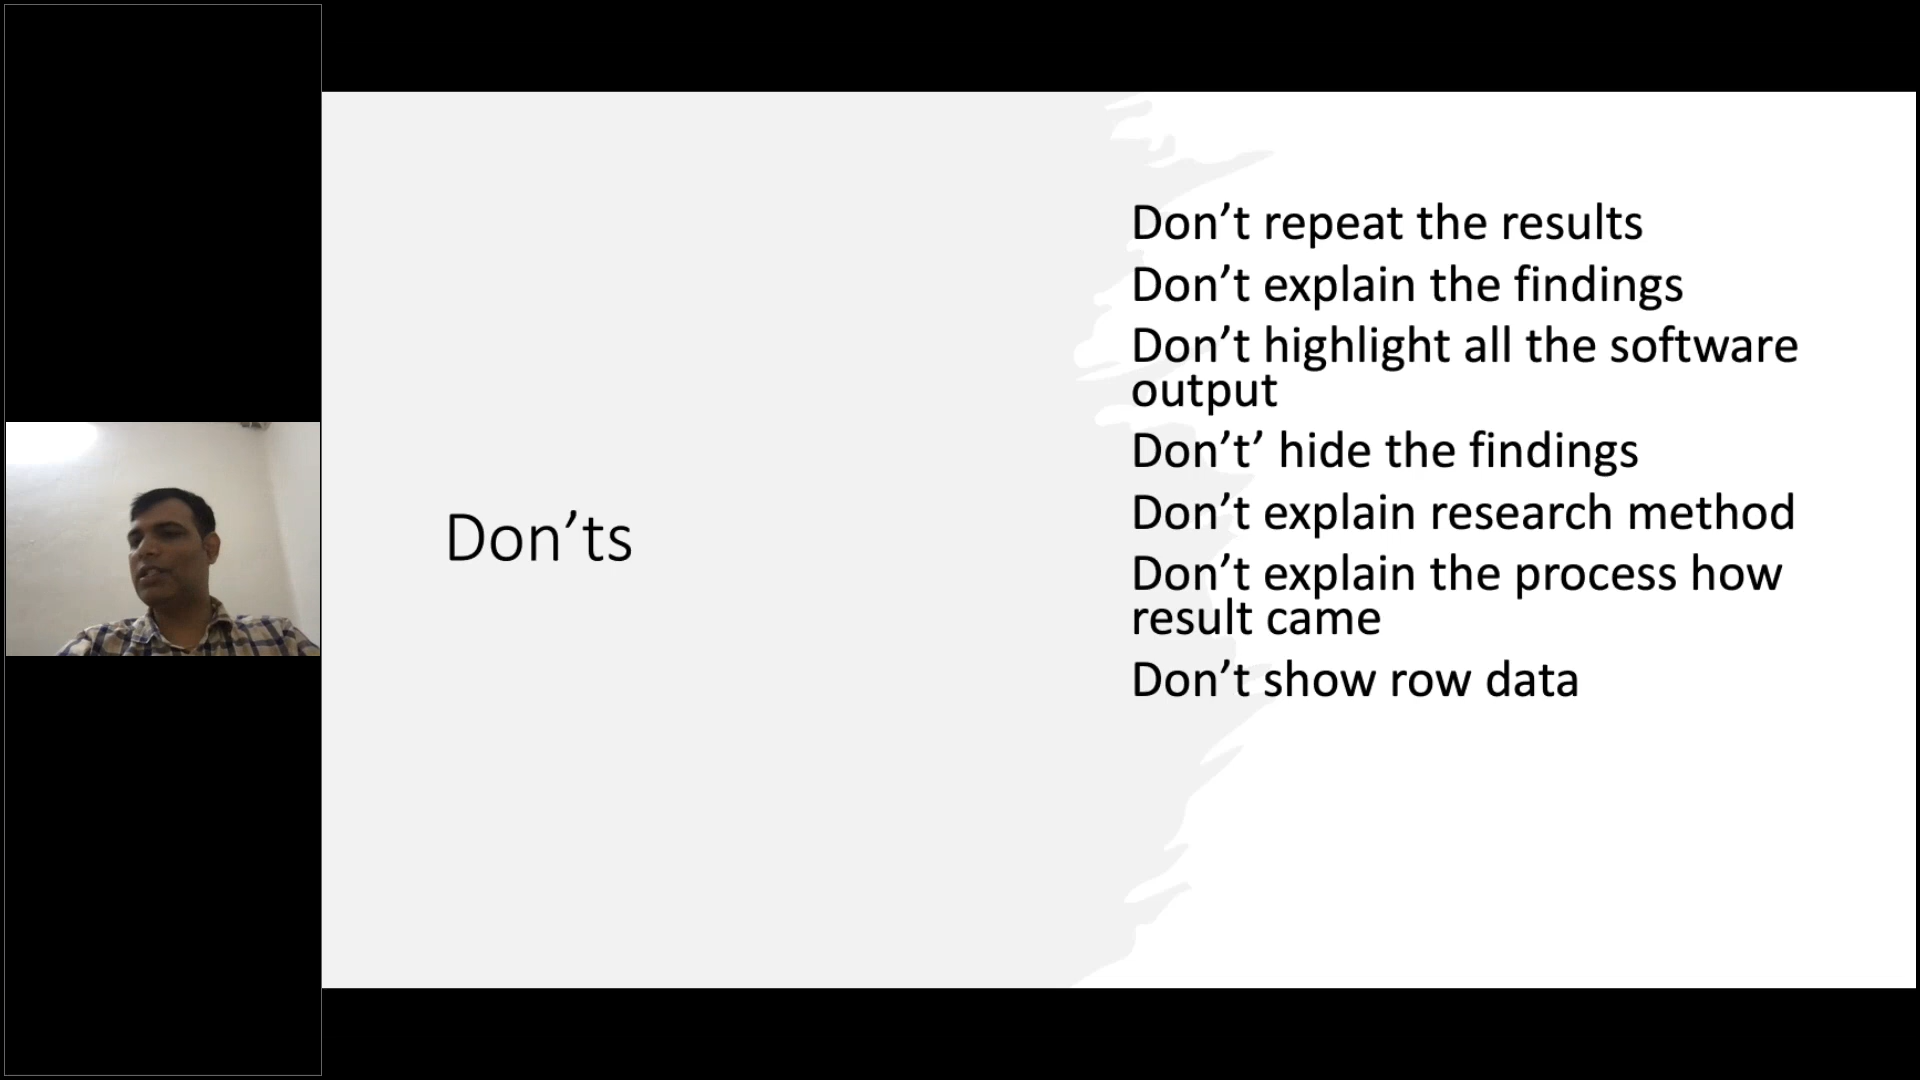 Don’ts
Don’t repeat the results
Don’t explain the findings
Don’t highlight all the software
output
Don’t’ hide the findings
Don’t explain research method
Don’t explain the process how
result came
Don’t show row data